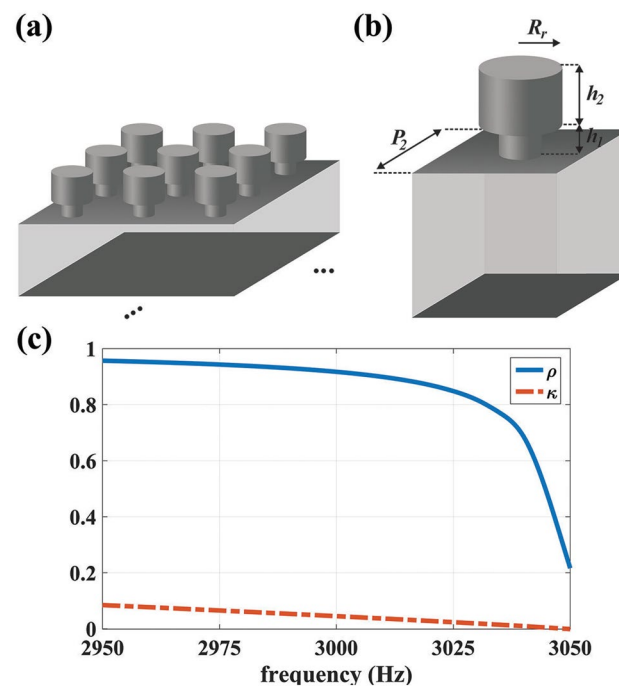 (a)
(b)
R_r
h_2
P_2
h_1
...
...
(c)
1
0.8
0.6
0.4
0.2
0
ρ
κ
2950
2975
3000
3025
3050
frequency (Hz)